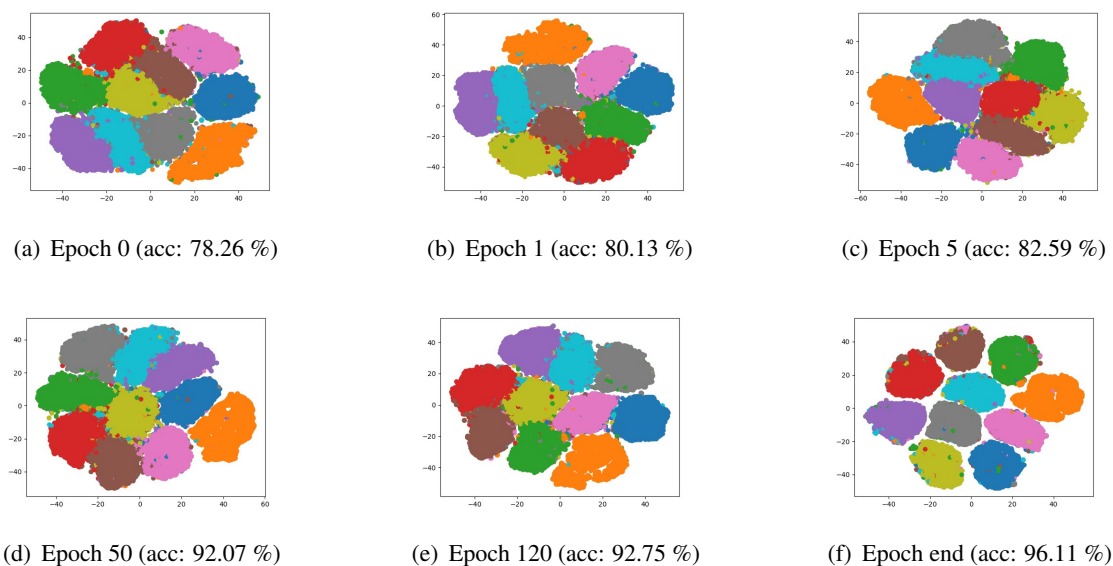 40
20
0
−20
−40
−40 −20 0 20 40
(a) Epoch 0 (acc: 78.26 %)
60
40
20
0
−20
−40
−40 −20 0 20 40
(b) Epoch 1 (acc: 80.13 %)
40
20
0
−20
−40
−60 −40 −20 0 20 40
(c) Epoch 5 (acc: 82.59 %)
40
20
0
−20
−40
−40 −20 0 20 40 60
(d) Epoch 50 (acc: 92.07 %)
40
20
0
−20
−40
−40 −20 0 20 40
(e) Epoch 120 (acc: 92.75 %)
40
20
0
−20
−40
−40 −20 0 20 40
(f) Epoch end (acc: 96.11 %)